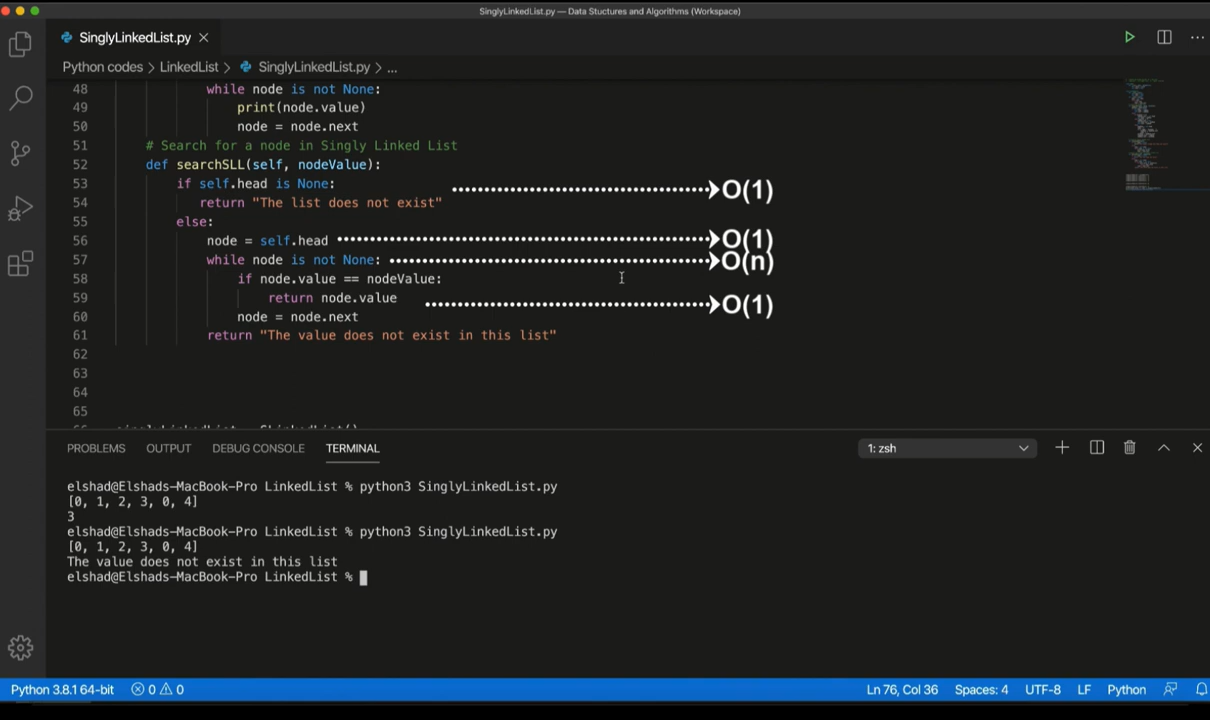 SinglyLinkedList.py — Data Stuctures and Algorithms (Workspace)
SinglyLinkedList.py
Python codes > LinkedList > SinglyLinkedList.py > ...
48 while node is not None:
49 print(node.value)
50 node = node.next
51 # Search for a node in Singly Linked List
52 def searchSLL(self, nodeValue):
53 if self.head is None:
O(1)
54 return "The list does not exist"
55 else:
56 node = self.head O(1)
57 while node is not None: O(n)
58 if node.value == nodeValue:
59 return node.value O(1)
60 node = node.next
61 return "The value does not exist in this list"
62
63
64
65
PROBLEMS OUTPUT DEBUG CONSOLE TERMINAL 1: zsh
elshad@Elshads-MacBook-Pro LinkedList % python3 SinglyLinkedList.py
[0, 1, 2, 3, 0, 4]
3
elshad@Elshads-MacBook-Pro LinkedList % python3 SinglyLinkedList.py
[0, 1, 2, 3, 0, 4]
The value does not exist in this list
elshad@Elshads-MacBook-Pro LinkedList %
Python 3.8.1 64-bit 0 0 Ln 76, Col 36 Spaces: 4 UTF-8 LF Python